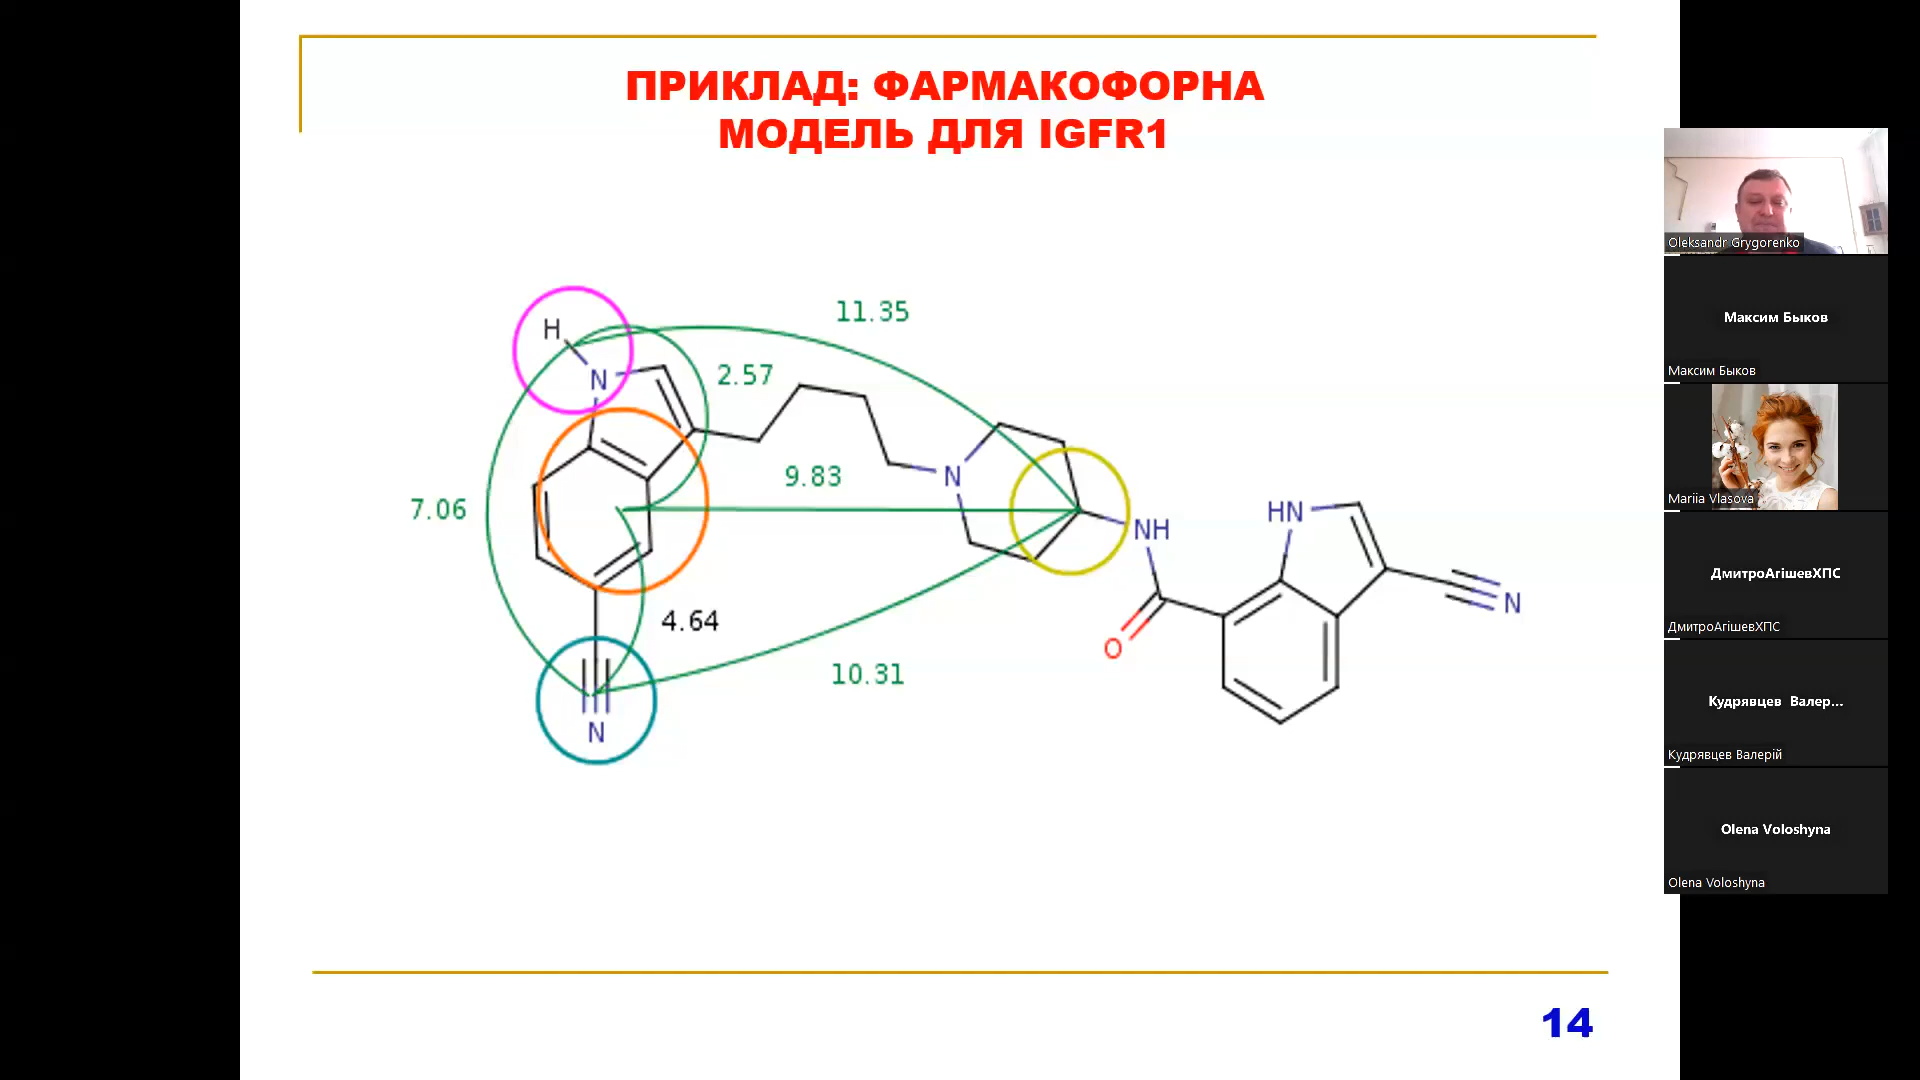 ПРИКЛАД: ФАРМАКОФОРНА
МОДЕЛЬ ДЛЯ IGFR1
11.35
H
N
2.57
9.83
N
7.06
NH
HN
4.64
O
N
10.31
N
14
Oleksandr Grygorenko
Максим Быков
Максим Быков
Mariia Vlasova
ДмитроАгішевХПС
ДмитроАгішевХПС
Кудрявцев Валер...
Кудрявцев Валерій
Olena Voloshyna
Olena Voloshyna